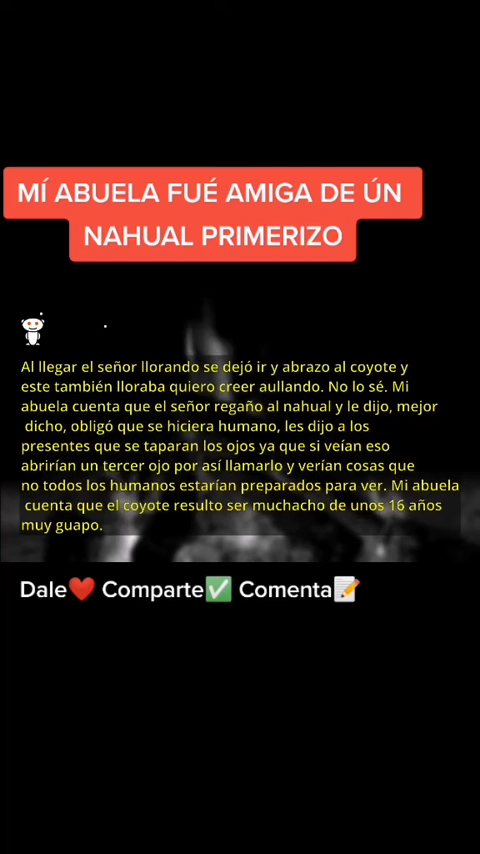 MÍ ABUELA FUÉ AMIGA DE ÚN
NAHUAL PRIMERIZO
Al llegar el señor llorando se dejó ir y abrazo al coyote y
este también lloraba quiero creer aullando. No lo sé. Mi
abuela cuenta que el señor regaño al nahual y le dijo, mejor
dicho, obligó que se hiciera humano, les dijo a los
presentes que se taparan los ojos ya que si veían eso
abrirían un tercer ojo por así llamarlo y verían cosas que
no todos los humanos estarían preparados para ver. Mi abuela
cuenta que el coyote resulto ser muchacho de unos 16 años
muy guapo.
Dale❤️ Comparte✅ Comenta📝